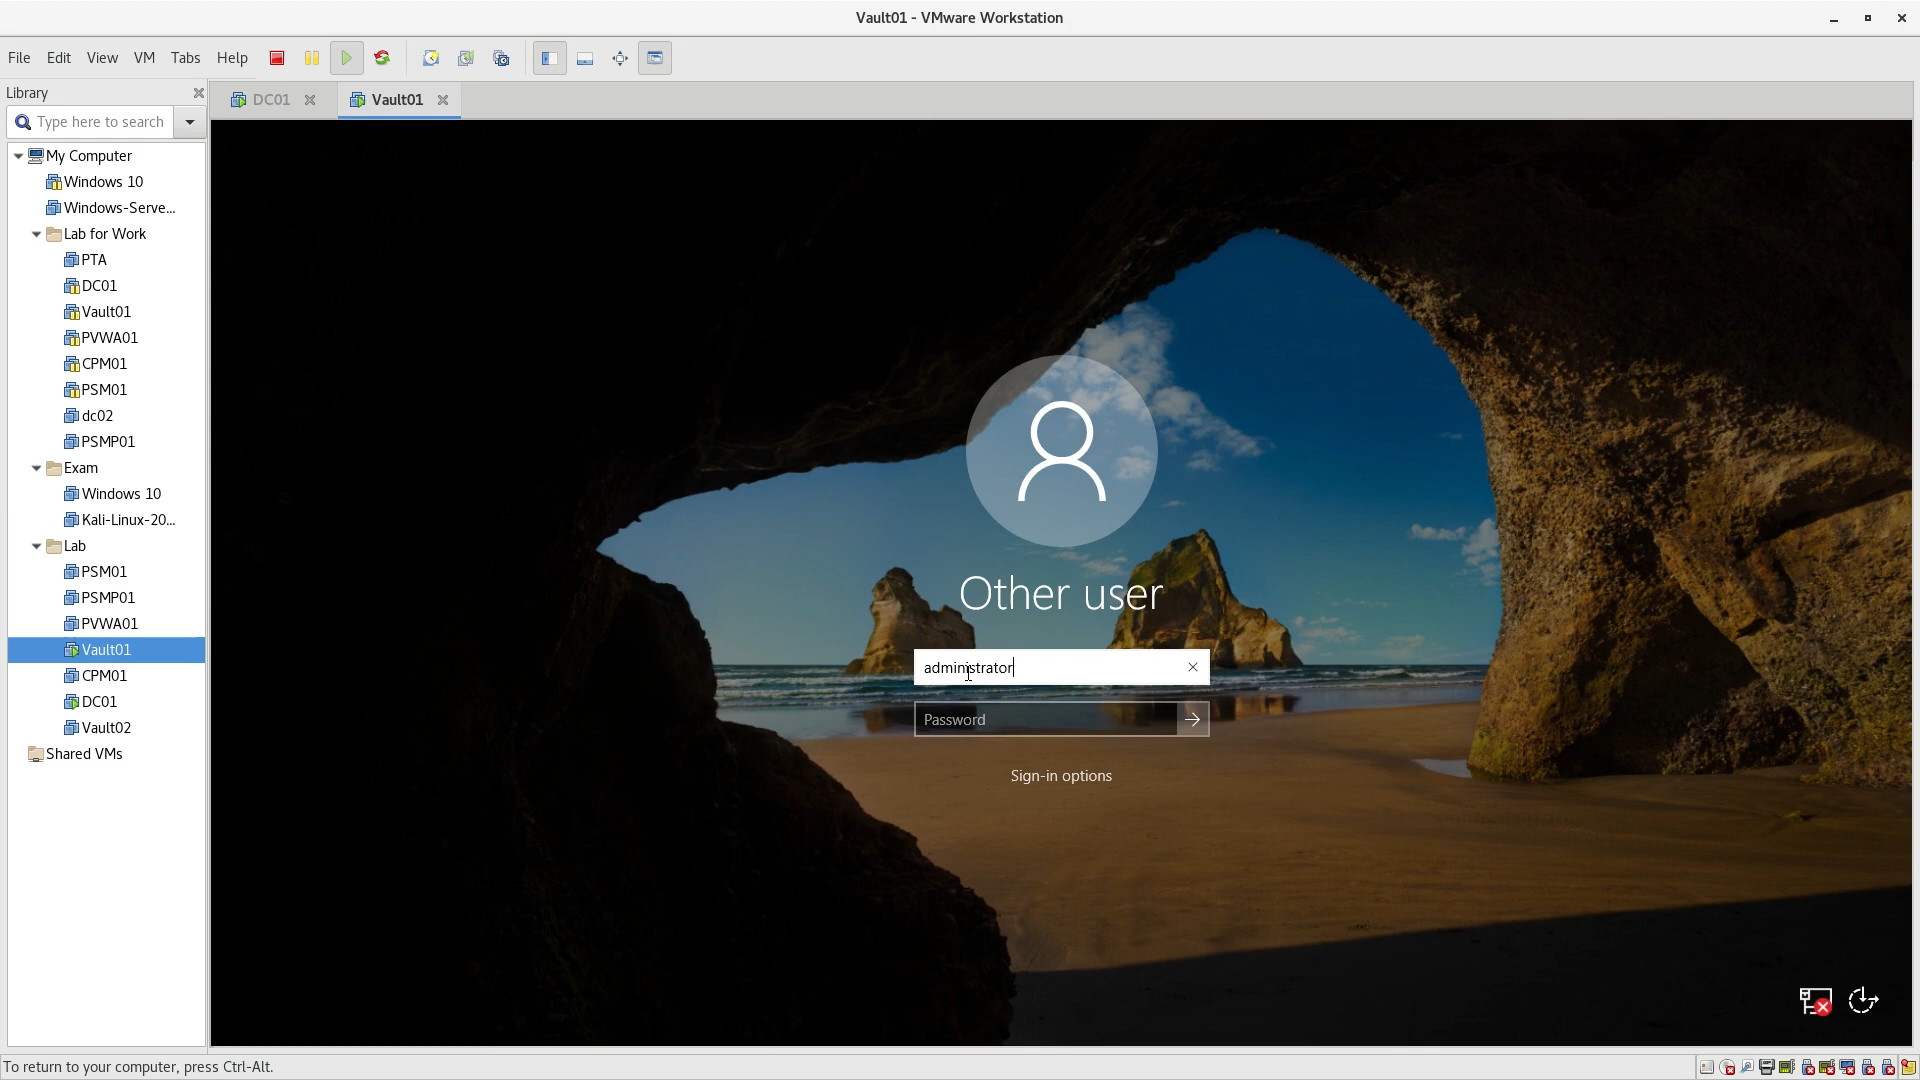 Vault01 - VMware Workstation
File Edit View VM Tabs Help
Library
Type here to search
DC01
Vault01
My Computer
Windows 10
Windows-Serve...
Lab for Work
PTA
DC01
Vault01
PVWA01
CPM01
PSM01
dc02
PSMP01
Exam
Windows 10
Kali-Linux-20...
Lab
PSM01
PSMP01
PVWA01
Vault01
CPM01
DC01
Vault02
Shared VMs
Other user
administrator
Password
Sign-in options
To return to your computer, press Ctrl-Alt.